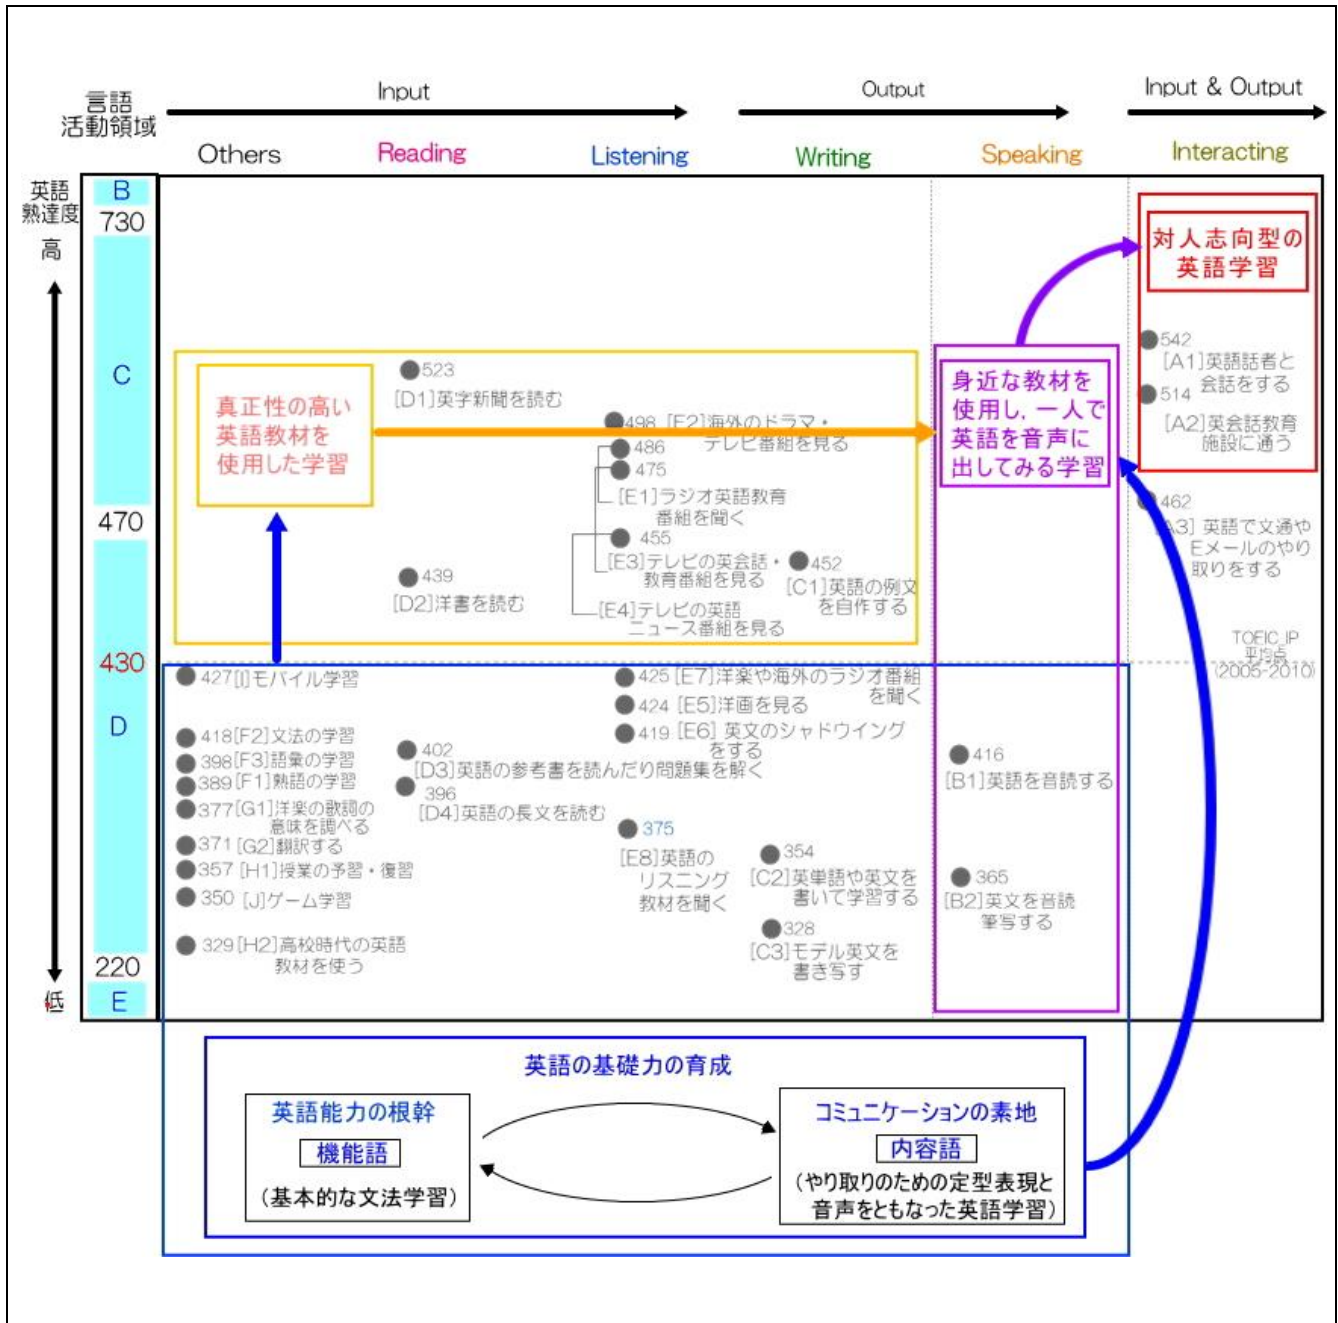 言語
活動領域
Input
Output
Input & Output
Others
Reading
Listening
Writing
Speaking
Interacting
英語
熟達度
高
低
B
730
C
470
430
D
220
E
対人志向型の
英語学習
542
[A1]英語話者と
会話をする
514
[A2]英会話教育
施設に通う
462
[A3] 英語で文通や
Eメールのやり
取りをする
TOEIC IP
平均点
(2005-2010)
真正性の高い
英語教材を
使用した学習
523
[D1]英字新聞を読む
439
[D2]洋書を読む
498 [E2]海外のドラマ・
テレビ番組を見る
486
475
[E1]ラジオ英語教育
番組を聞く
455
[E3]テレビの英会話・
教育番組を見る
[E4]テレビの英語
ニュース番組を見る
452
[C1]英語の例文
を自作する
身近な教材を
使用し, 一人で
英語を音声に
出してみる学習
427[I]モバイル学習
418[F2]文法の学習
398[F3]語彙の学習
389[F1]熟語の学習
377[G1]洋楽の歌詞の
意味を調べる
371[G2]翻訳する
357[H1]授業の予習・復習
350 [J]ゲーム学習
329[H2]高校時代の英語
教材を使う
402
[D3]英語の参考書を読んだり問題集を解く
396
[D4]英語の長文を読む
425 [E7]洋楽や海外のラジオ番組
を聞く
424 [E5]洋画を見る
419 [E6] 英文のシャドウイング
をする
375
[E8]英語の
リスニング
教材を聞く
354
[C2]英単語や英文を
書いて学習する
328
[C3]モデル英文を
書き写す
416
[B1]英語を音読する
365
[B2]英文を音読
筆写する
英語の基礎力の育成
英語能力の根幹
機能語
(基本的な文法学習)
コミュニケーションの素地
内容語
(やり取りのための定型表現と
音声をともなった英語学習)